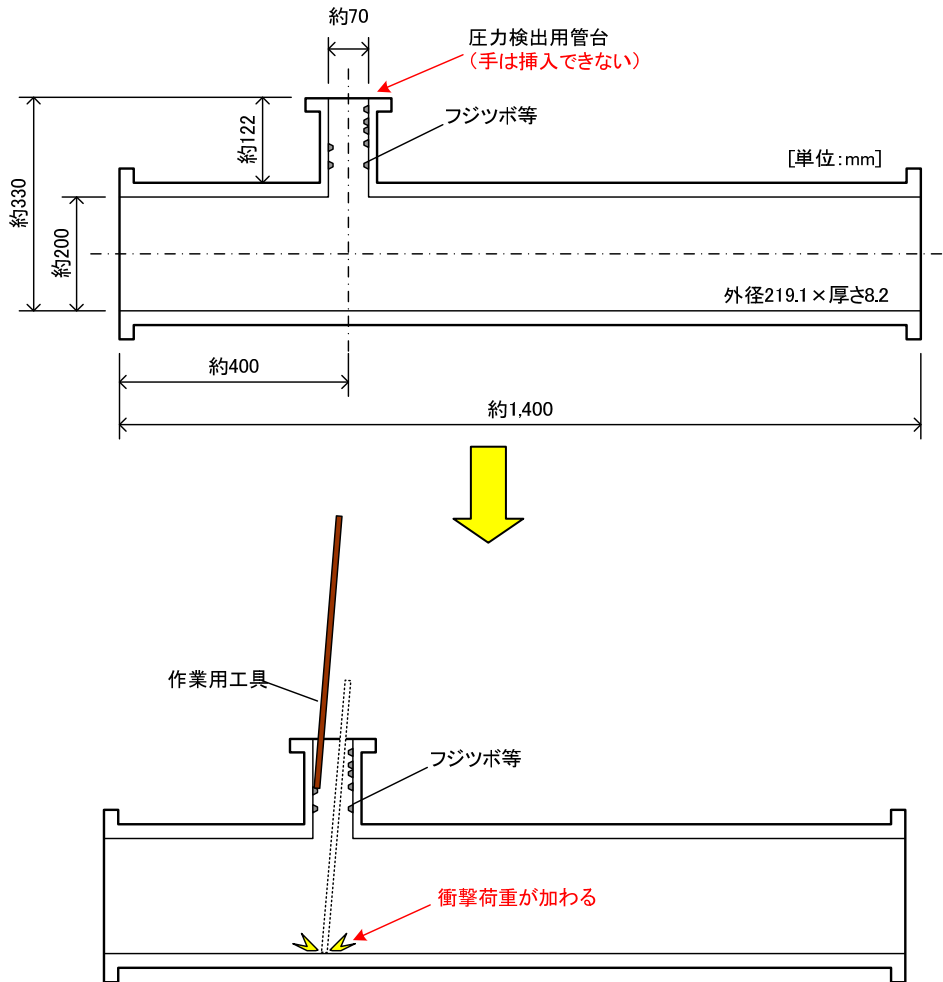 約70
圧力検出用管台
（手は挿入できない）
フジツボ等
約122
[単位：mm]
約330
約200
外径219.1×厚さ8.2
約400
約1,400
作業用工具
フジツボ等
衝撃荷重が加わる